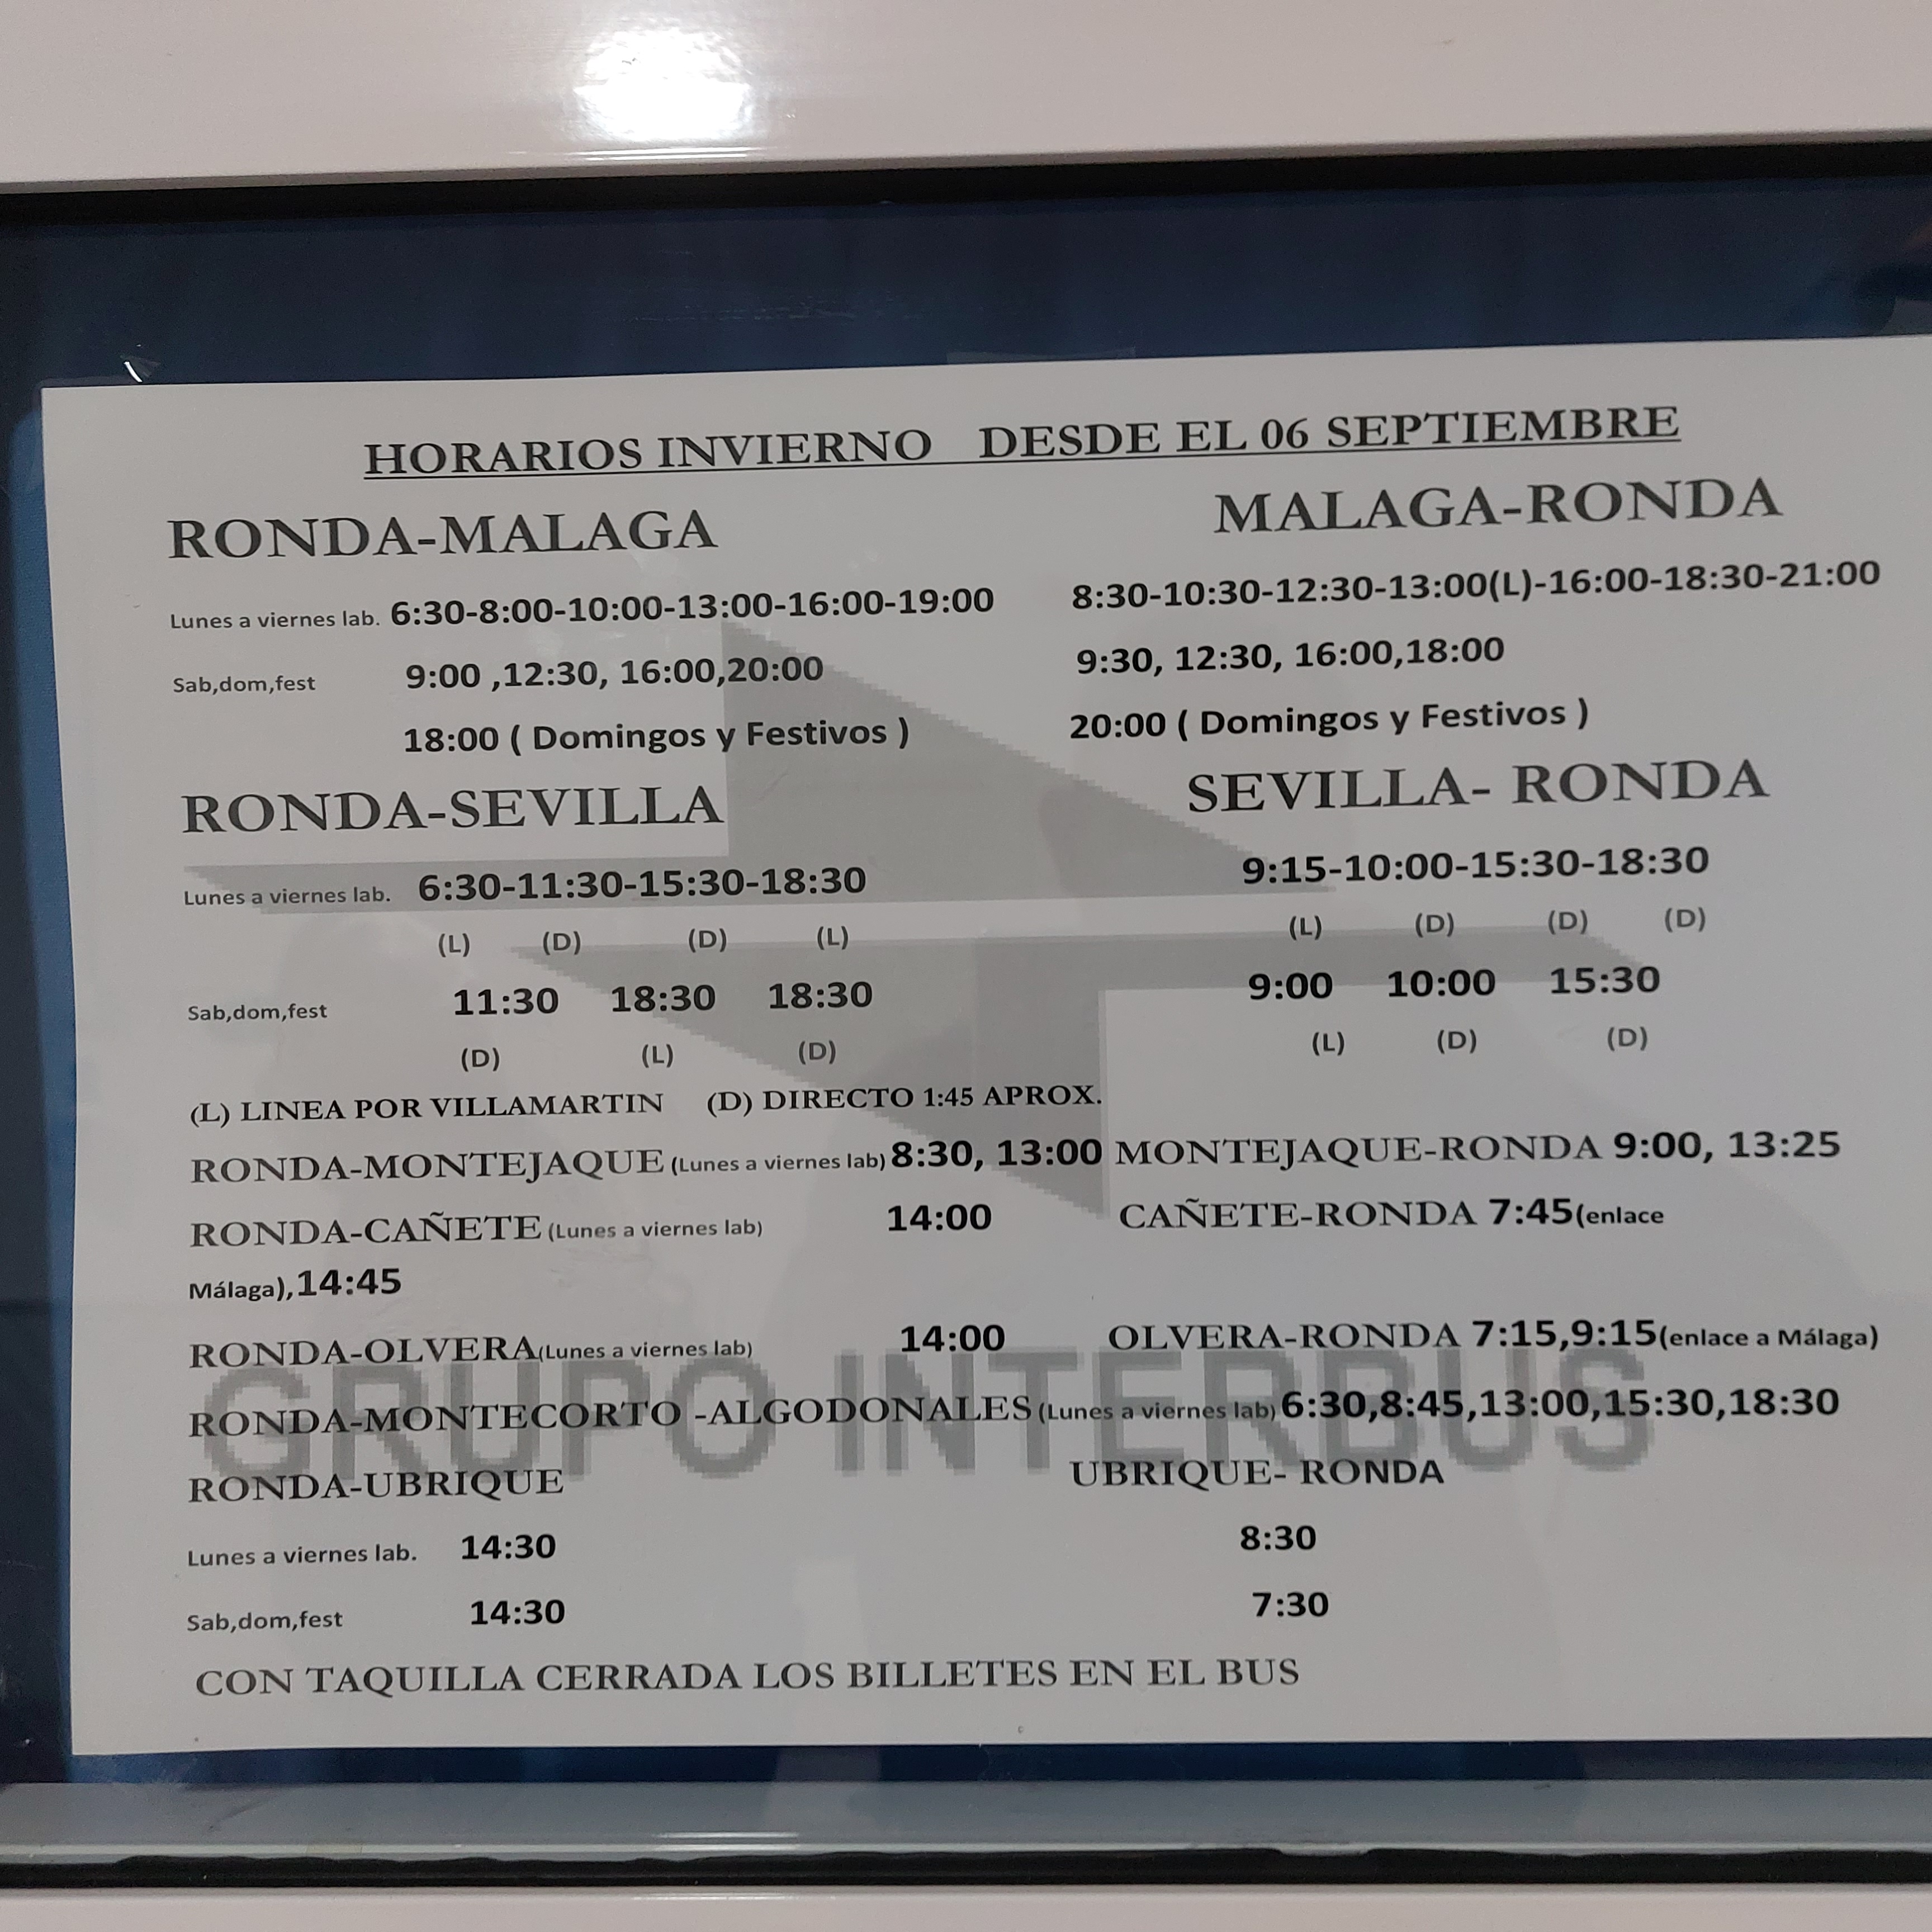 HORARIOS INVIERNO DESDE EL 06 SEPTIEMBRE
RONDA-MALAGA MALAGA-RONDA
Lunes a viernes lab. 6:30-8:00-10:00-13:00-16:00-19:00 8:30-10:30-12:30-13:00(L)-16:00-18:30-21:00
Sab,dom,fest 9:00 ,12:30, 16:00,20:00 9:30, 12:30, 16:00,18:00
18:00 ( Domingos y Festivos ) 20:00 ( Domingos y Festivos )
RONDA-SEVILLA SEVILLA- RONDA
Lunes a viernes lab. 6:30-11:30-15:30-18:30 9:15-10:00-15:30-18:30
(L) (D) (D) (L) (L) (D) (D) (D)
Sab,dom,fest 11:30 18:30 18:30 9:00 10:00 15:30
(D) (L) (D) (L) (D) (D)
(L) LINEA POR VILLAMARTIN (D) DIRECTO 1:45 APROX.
RONDA-MONTEJAQUE (Lunes a viernes lab) 8:30, 13:00 MONTEJAQUE-RONDA 9:00, 13:25
RONDA-CAÑETE (Lunes a viernes lab) 14:00 CAÑETE-RONDA 7:45(enlace
Málaga),14:45
RONDA-OLVERA(Lunes a viernes lab) 14:00 OLVERA-RONDA 7:15,9:15(enlace a Málaga)
GRUPO INTERBUS
RONDA-MONTECORTO -ALGODONALES (Lunes a viernes lab) 6:30,8:45,13:00,15:30,18:30
RONDA-UBRIQUE UBRIQUE- RONDA
Lunes a viernes lab. 14:30 8:30
Sab,dom,fest 14:30 7:30
CON TAQUILLA CERRADA LOS BILLETES EN EL BUS